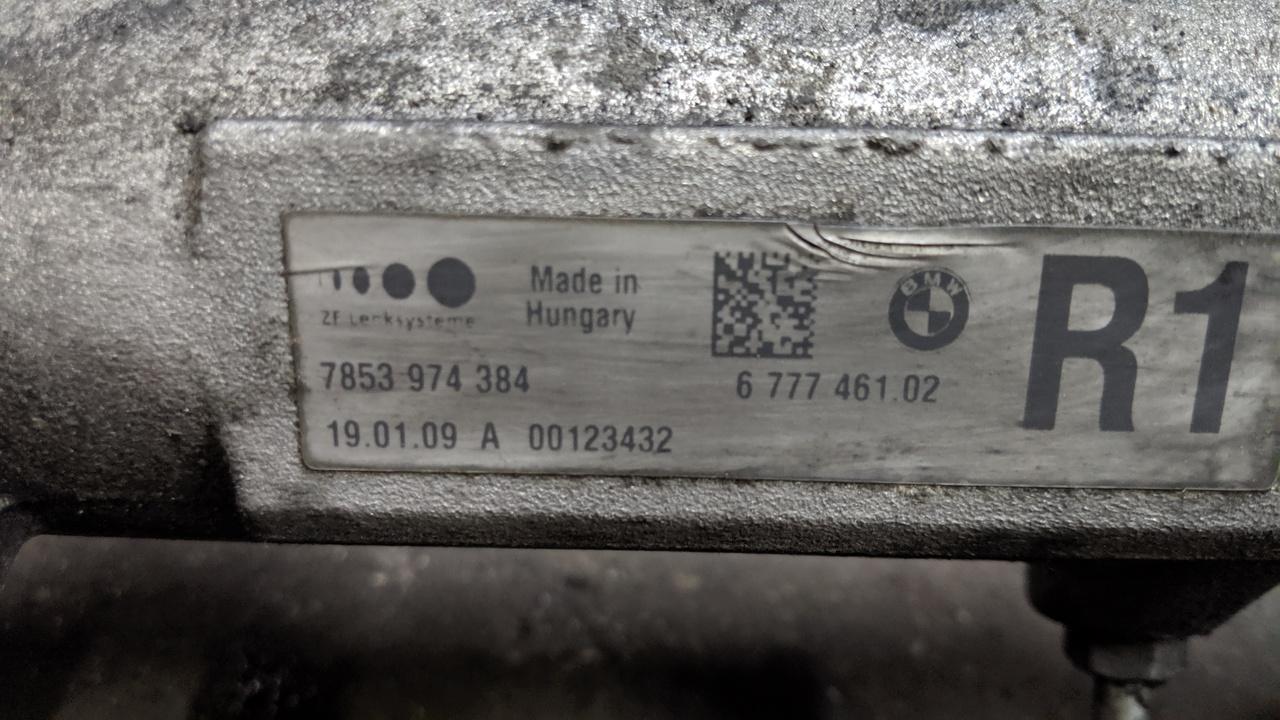 ZF Lenksysteme
Made in
Hungary
BMW
R1
7853 974 384
6 777 461.02
19.01.09 A 00123432